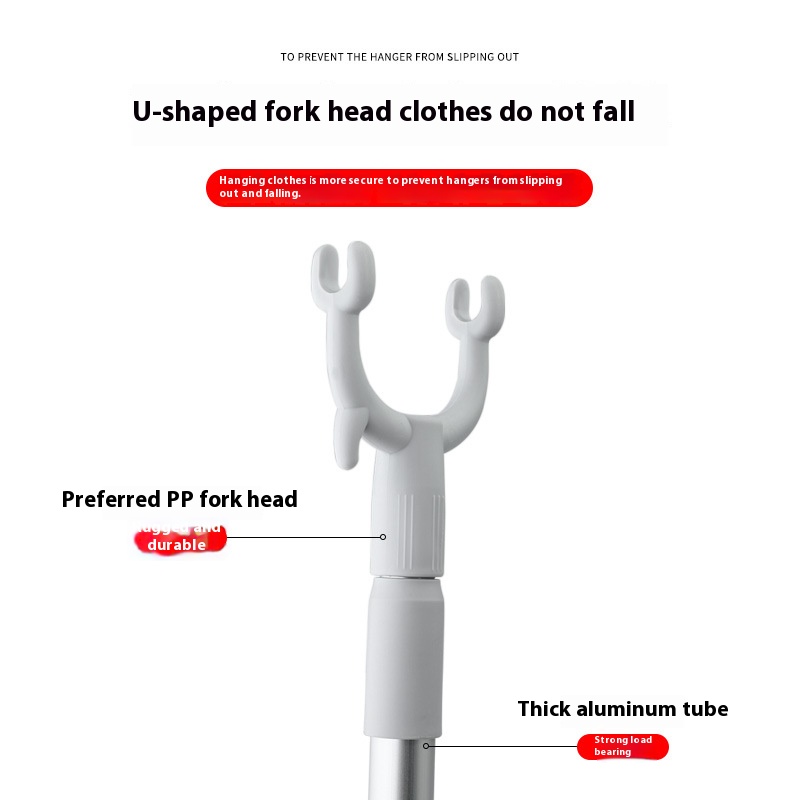 TO PREVENT THE HANGER FROM SLIPPING OUT
U-shaped fork head clothes do not fall
Hanging clothes is more secure to prevent hangers from slipping
out and falling.
Preferred PP fork head
and
durable
Thick aluminum tube
Strong load
bearing